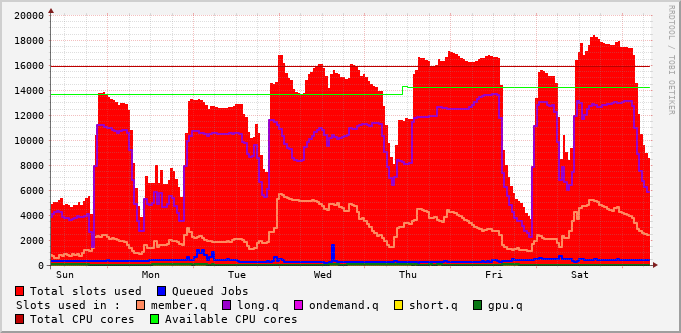 20000
18000
16000
14000
12000
10000
8000
6000
4000
2000
0
Sun Mon Tue Wed Thu Fri Sat
RRDTOOL / TOBI OETIKER
Total slots used Queued Jobs
Slots used in : member.q long.q ondemand.q short.q gpu.q
Total CPU cores Available CPU cores